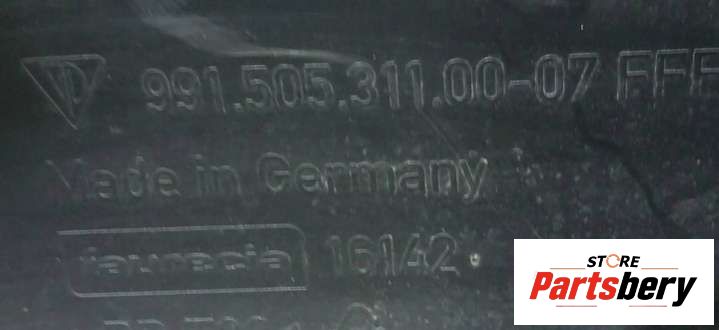 991.505.311.00-07 FFF
Made in Germany
faurecia 16142
STORE
Partsbery